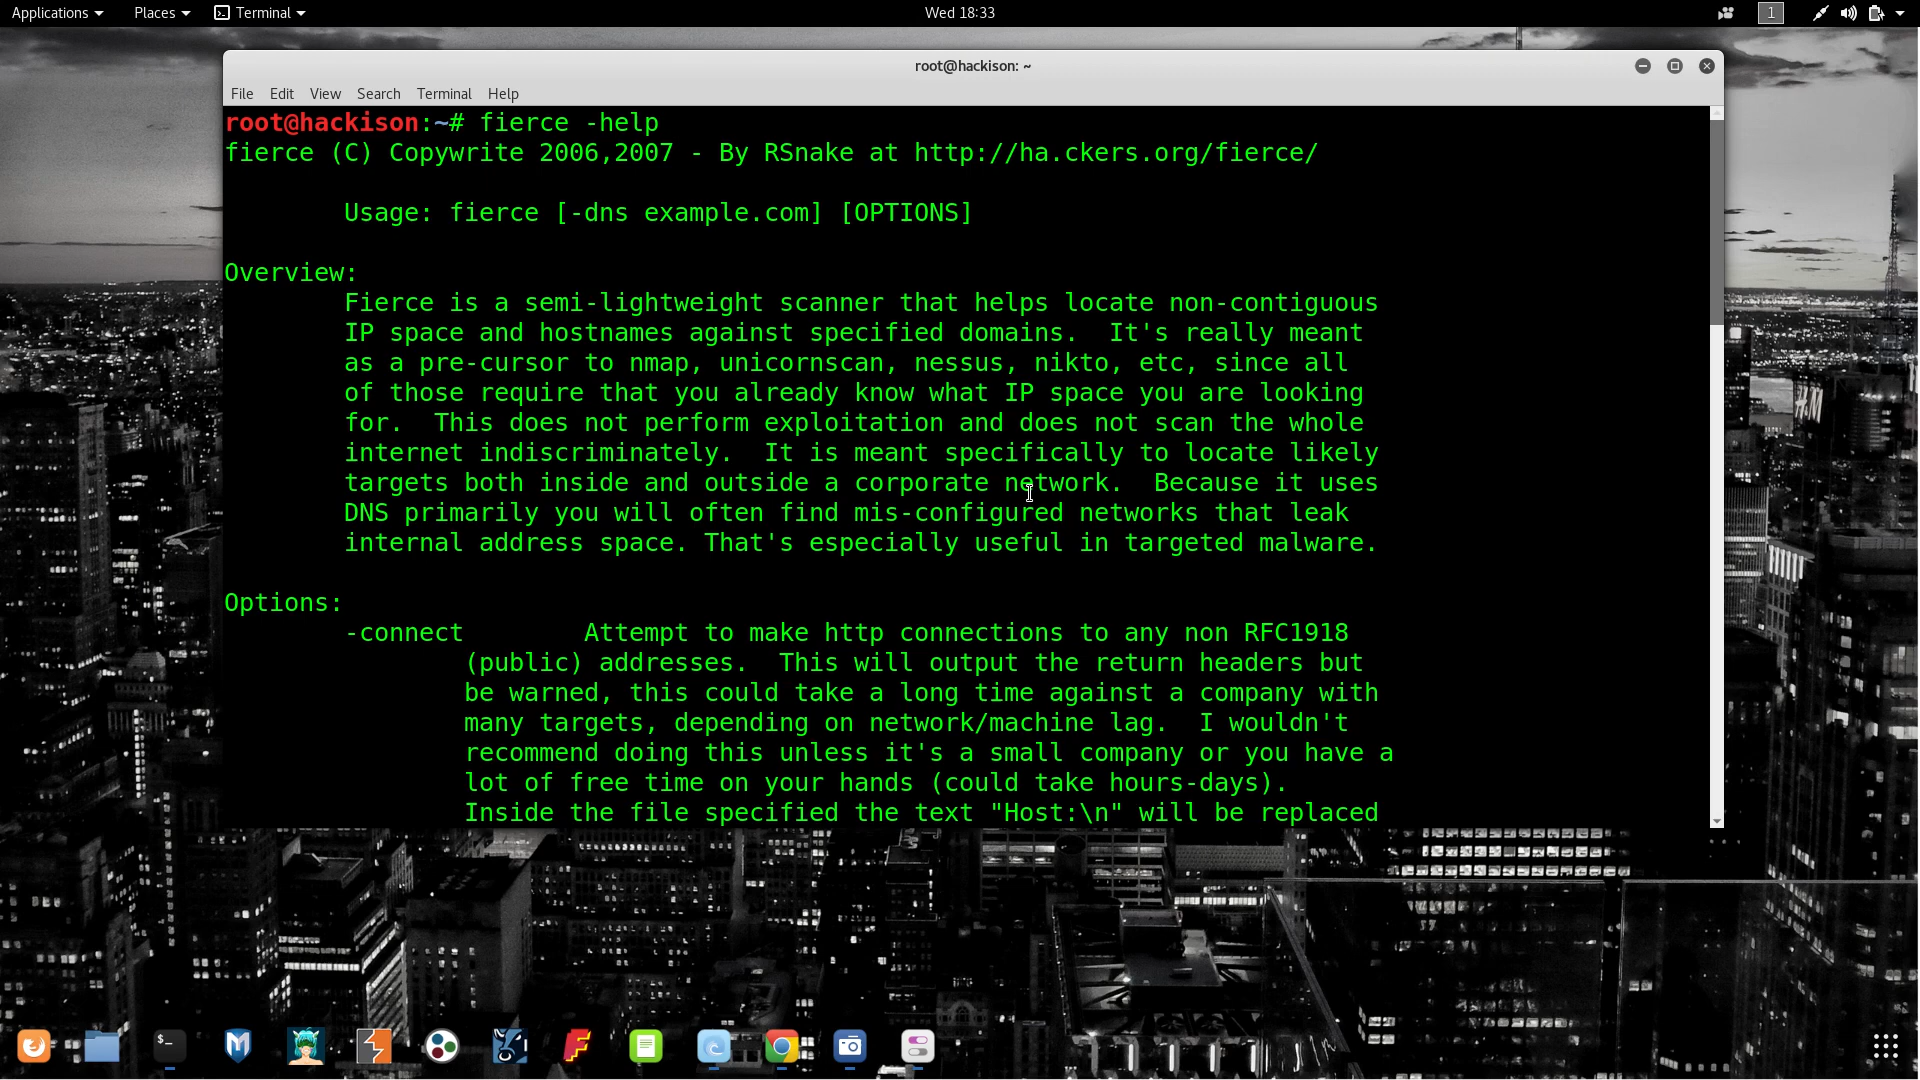 Applications Places Terminal Wed 18:33 1
root@hackison: ~
File Edit View Search Terminal Help
root@hackison:~# fierce -help
fierce (C) Copywrite 2006,2007 - By RSnake at http://ha.ckers.org/fierce/
Usage: fierce [-dns example.com] [OPTIONS]
Overview:
Fierce is a semi-lightweight scanner that helps locate non-contiguous
IP space and hostnames against specified domains.  It's really meant
as a pre-cursor to nmap, unicornscan, nessus, nikto, etc, since all
of those require that you already know what IP space you are looking
for.  This does not perform exploitation and does not scan the whole
internet indiscriminately.  It is meant specifically to locate likely
targets both inside and outside a corporate network.  Because it uses
DNS primarily you will often find mis-configured networks that leak
internal address space. That's especially useful in targeted malware.
Options:
-connect Attempt to make http connections to any non RFC1918
(public) addresses.  This will output the return headers but
be warned, this could take a long time against a company with
many targets, depending on network/machine lag.  I wouldn't
recommend doing this unless it's a small company or you have a
lot of free time on your hands (could take hours-days).
Inside the file specified the text "Host:\n" will be replaced
H&M
$_